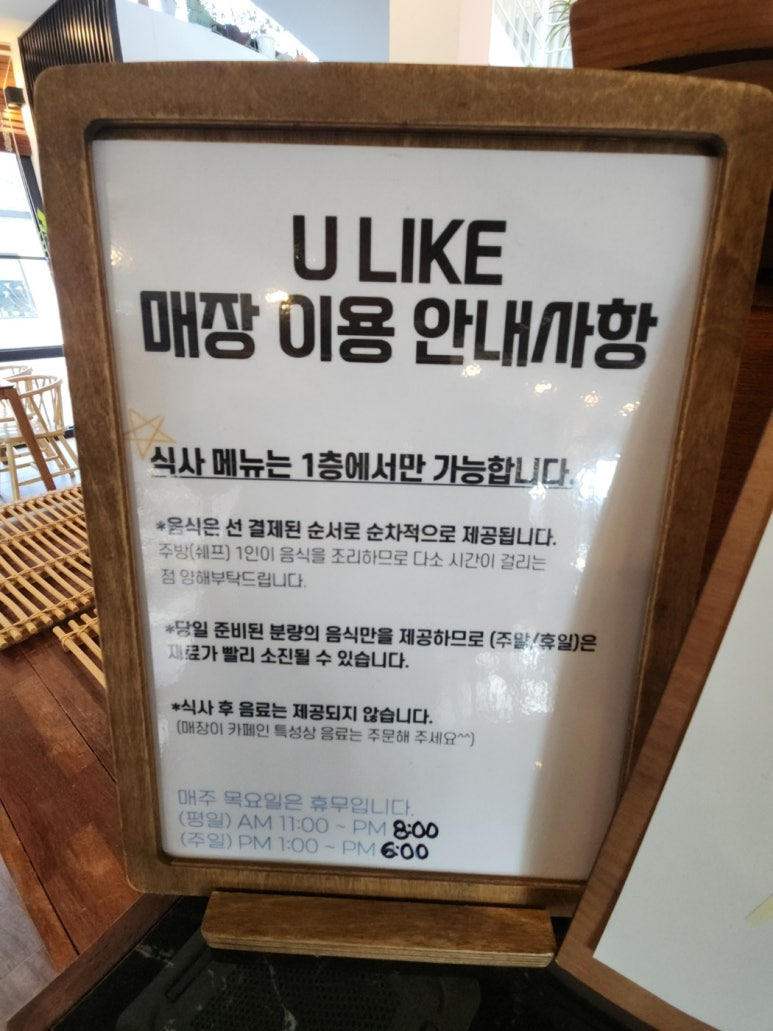 U LIKE
매장 이용 안내사항
식사 메뉴는 1층에서만 가능합니다.
*음식은 선 결제된 순서로 순차적으로 제공됩니다.
주방(쉐프) 1인이 음식을 조리하므로 다소 시간이 걸리는
점 양해부탁드립니다.
*당일 준비된 분량의 음식만을 제공하므로 (주말/휴일)은
재료가 빨리 소진될 수 있습니다.
*식사 후 음료는 제공되지 않습니다.
(매장이 카페인 특성상 음료는 주문해 주세요^^)
매주 목요일은 휴무입니다.
(평일) AM 11:00 ~ PM 8:00
(주일) PM 1:00 ~ PM 6:00